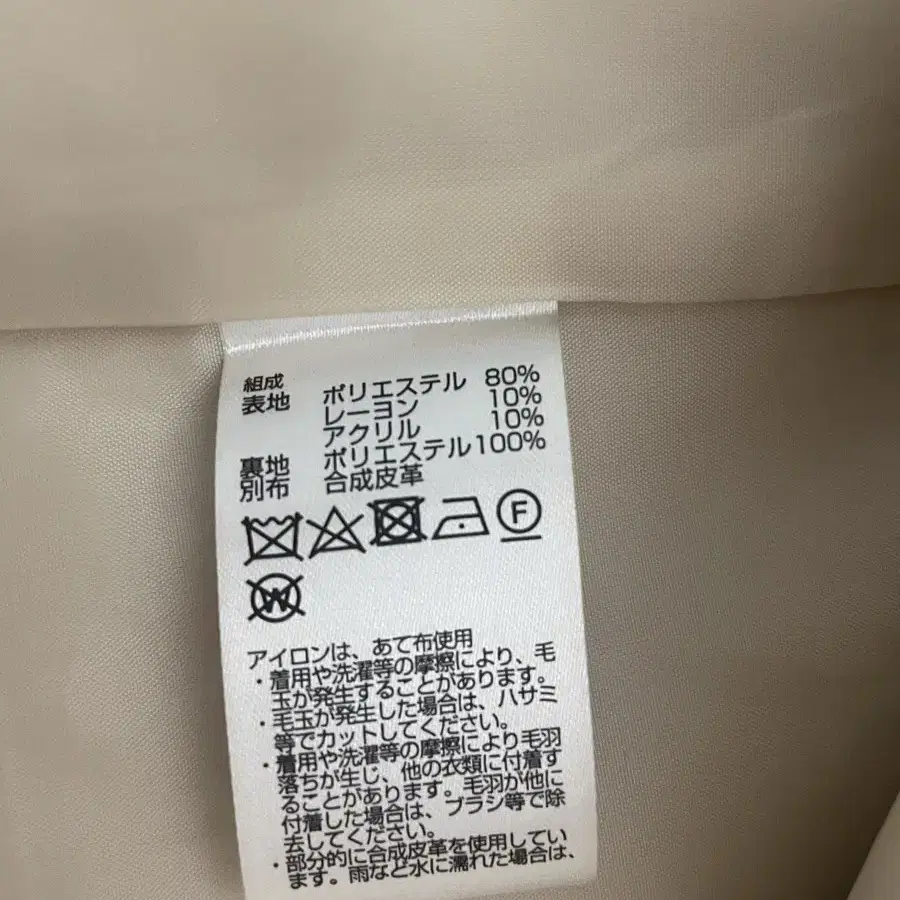 組成
表地 ポリエステル 80%
レーヨン 10%
アクリル 10%
裏地 ポリエステル100%
別布 合成皮革
F
W
アイロンは、あて布使用
・着用や洗濯等の摩擦により、毛
玉が発生することがあります。
・毛玉が発生した場合は、ハサミ
等でカットしてください。
・着用や洗濯等の摩擦により毛羽
落ちが生じ、他の衣類に付着す
ることがあります。毛羽が他に
付着した場合は、ブラシ等で除
去してください。
・部分的に合成皮革を使用してい
ます。雨など水に濡れた場合は、